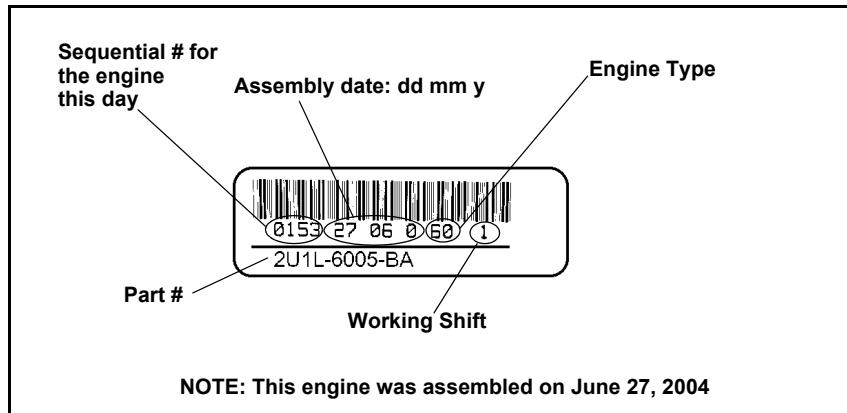 Sequential # for
the engine
this day
Assembly date: dd mm y
Engine Type
0153 27 06 0 60 1
2U1L-6005-BA
Part #
Working Shift
NOTE: This engine was assembled on June 27, 2004